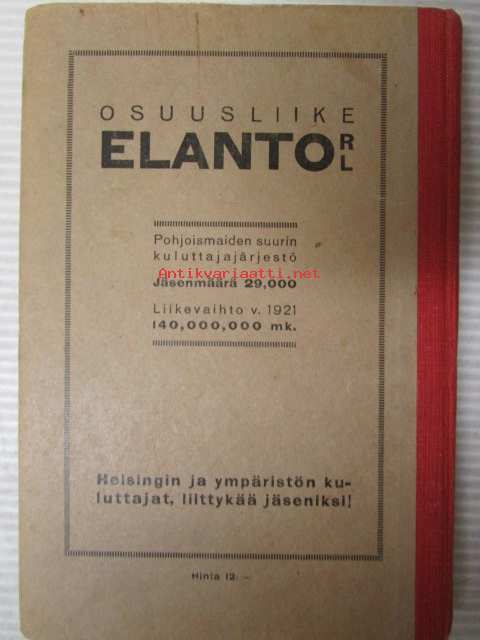 OSUUSLIIKE
ELANTO RL
Pohjoismaiden suurin
kuluttajajärjestö
Antikvariaatti.net
Jäsenmäärä 29,000
Liikevaihto v. 1921
140,000,000 mk.
Helsingin ja ympäristön ku-
luttajat, liittykää jäseniksi!
Hinta 12: –